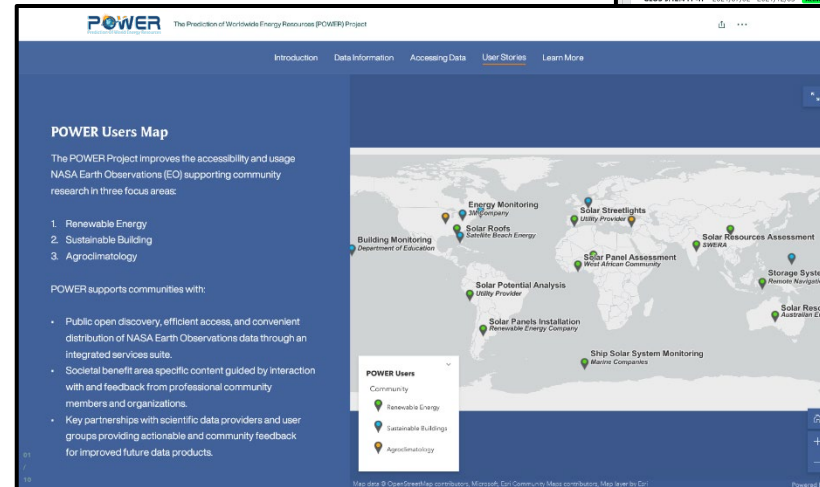 POWER
The Prediction of Worldwide Energy Resources (POWER) Project
Introduction
Data Information
Accessing Data
User Stories
Learn More
POWER Users Map
The POWER Project improves the accessibility and usage
NASA Earth Observations (EO) supporting community
research in three focus areas:
1. Renewable Energy
2. Sustainable Building
3. Agroclimatology
POWER supports communities with:
• Public open discovery, efficient access, and convenient
distribution of NASA Earth Observations data through an
integrated services suite.
• Societal benefit area specific content guided by interaction
with and feedback from professional community
members and organizations.
• Key partnerships with scientific data providers and user
groups providing actionable and community feedback
for improved future data products.
01
/
10
Energy Monitoring
3M Company
Solar Roofs
Satellite Beach Energy
Building Monitoring
Department of Education
Solar Streetlights
Utility Provider
Solar Resources Assessment
SWERA
Solar Panel Assessment
West African Community
Storage Syste
Remote Navigatio
Solar Potential Analysis
Utility Provider
Solar Reso
Australian E
Solar Panels Installation
Renewable Energy Company
Ship Solar System Monitoring
Marine Companies
POWER Users
Community
Renewable Energy
Sustainable Buildings
Agroclimatology
Map data © OpenStreetMap contributors, Microsoft, Esri Community Maps contributors, Map layer by Esri
Powered b